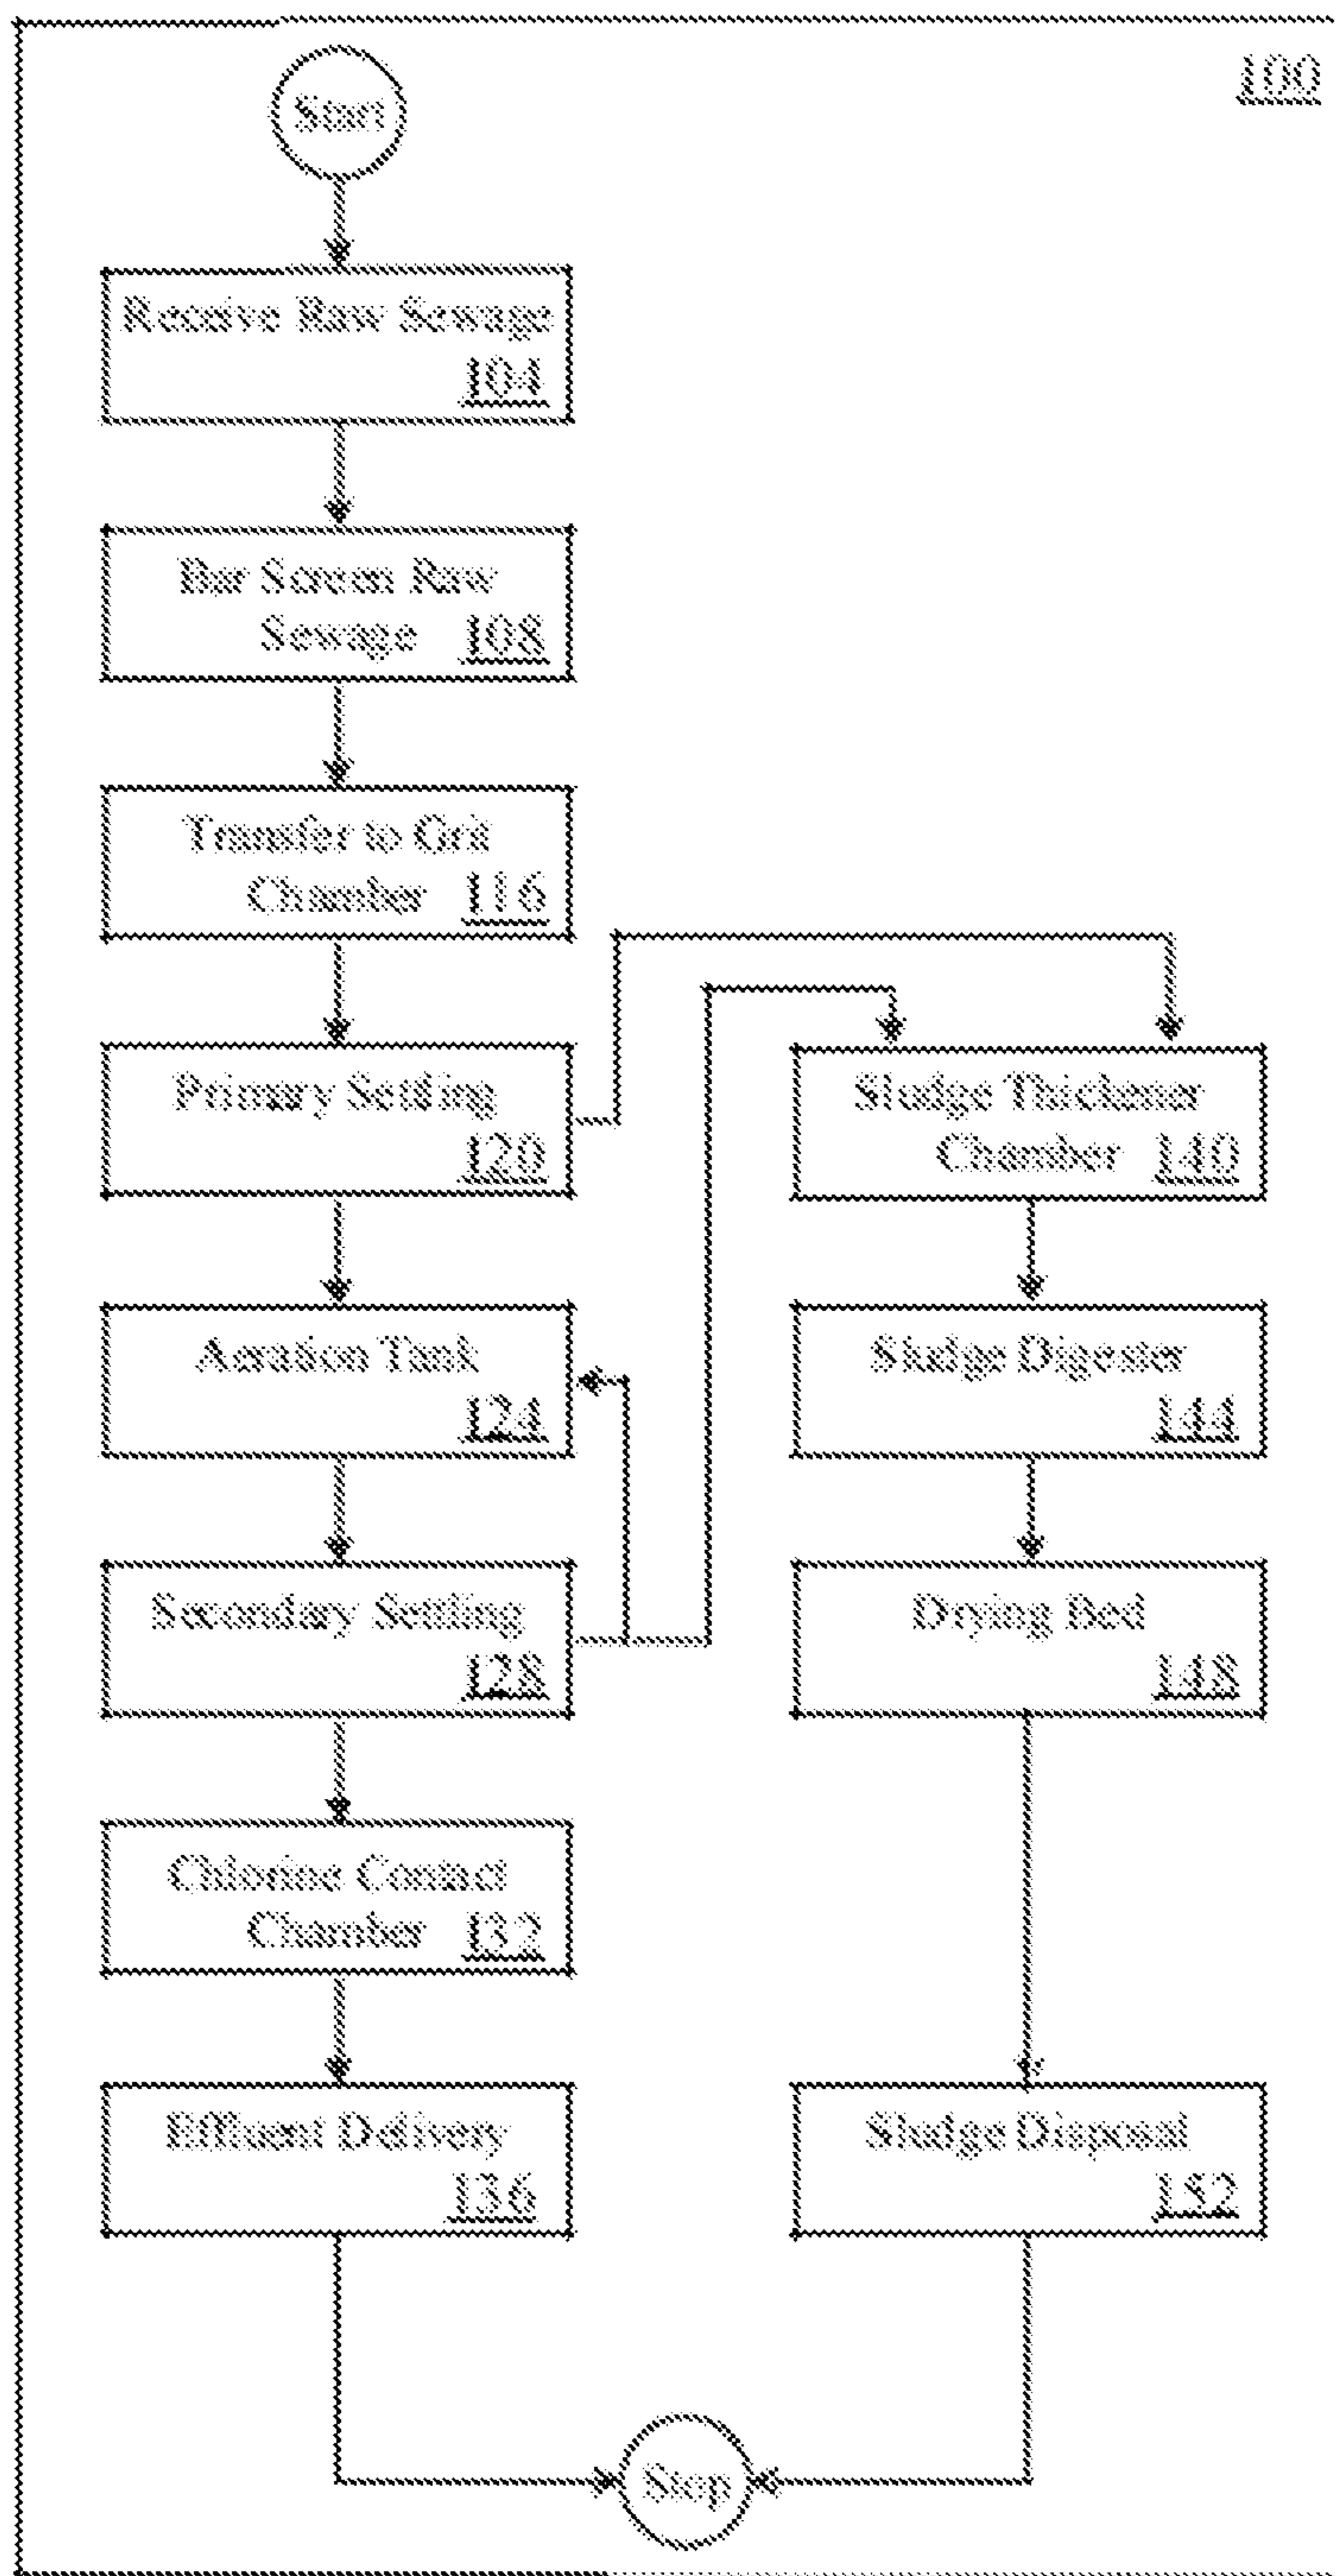 100
Start
Receive Raw Sewage
104
Bar Screen Raw
Sewage 108
Transfer to Grit
Chamber 116
Primary Settling
120
Aeration Tank
124
Secondary Settling
128
Chlorine Contact
Chamber 132
Effluent Delivery
136
Sludge Thickener
Chamber 140
Sludge Digester
144
Drying Bed
148
Sludge Disposal
152
Stop